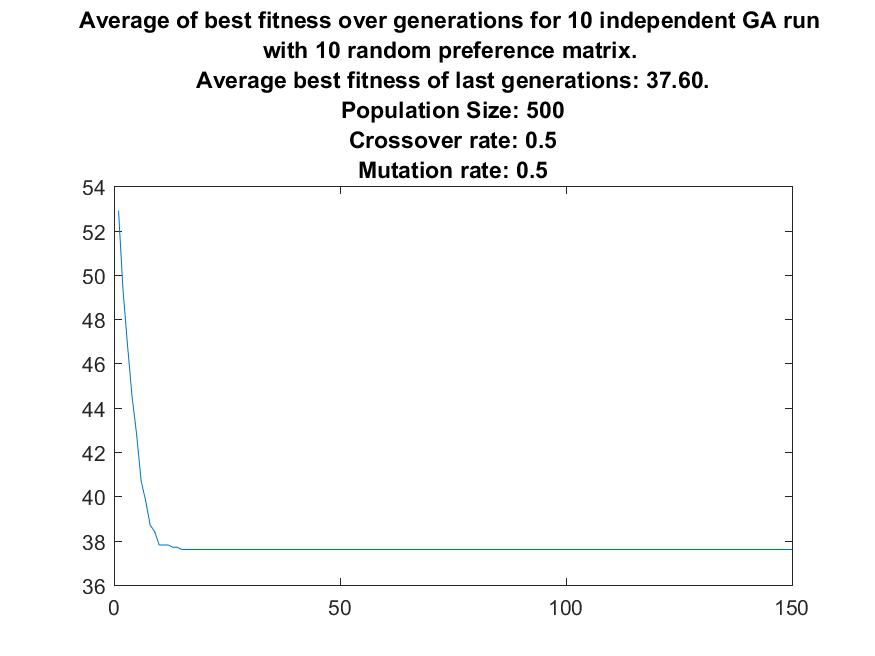 Average of best fitness over generations for 10 independent GA run
with 10 random preference matrix.
Average best fitness of last generations: 37.60.
Population Size: 500
Crossover rate: 0.5
Mutation rate: 0.5
54
52
50
48
46
44
42
40
38
36
0
50
100
150